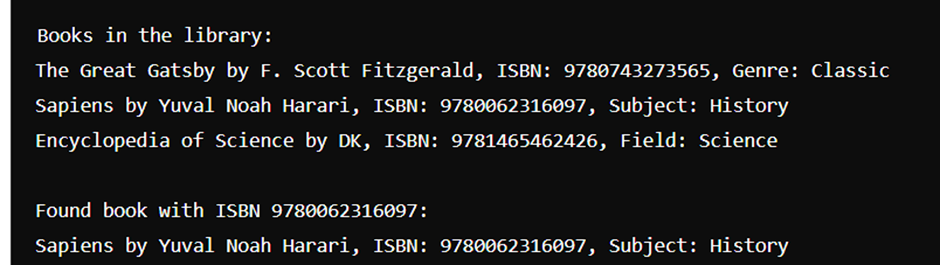 Books in the library:
The Great Gatsby by F. Scott Fitzgerald, ISBN: 9780743273565, Genre: Classic
Sapiens by Yuval Noah Harari, ISBN: 9780062316097, Subject: History
Encyclopedia of Science by DK, ISBN: 9781465462426, Field: Science
Found book with ISBN 9780062316097:
Sapiens by Yuval Noah Harari, ISBN: 9780062316097, Subject: History